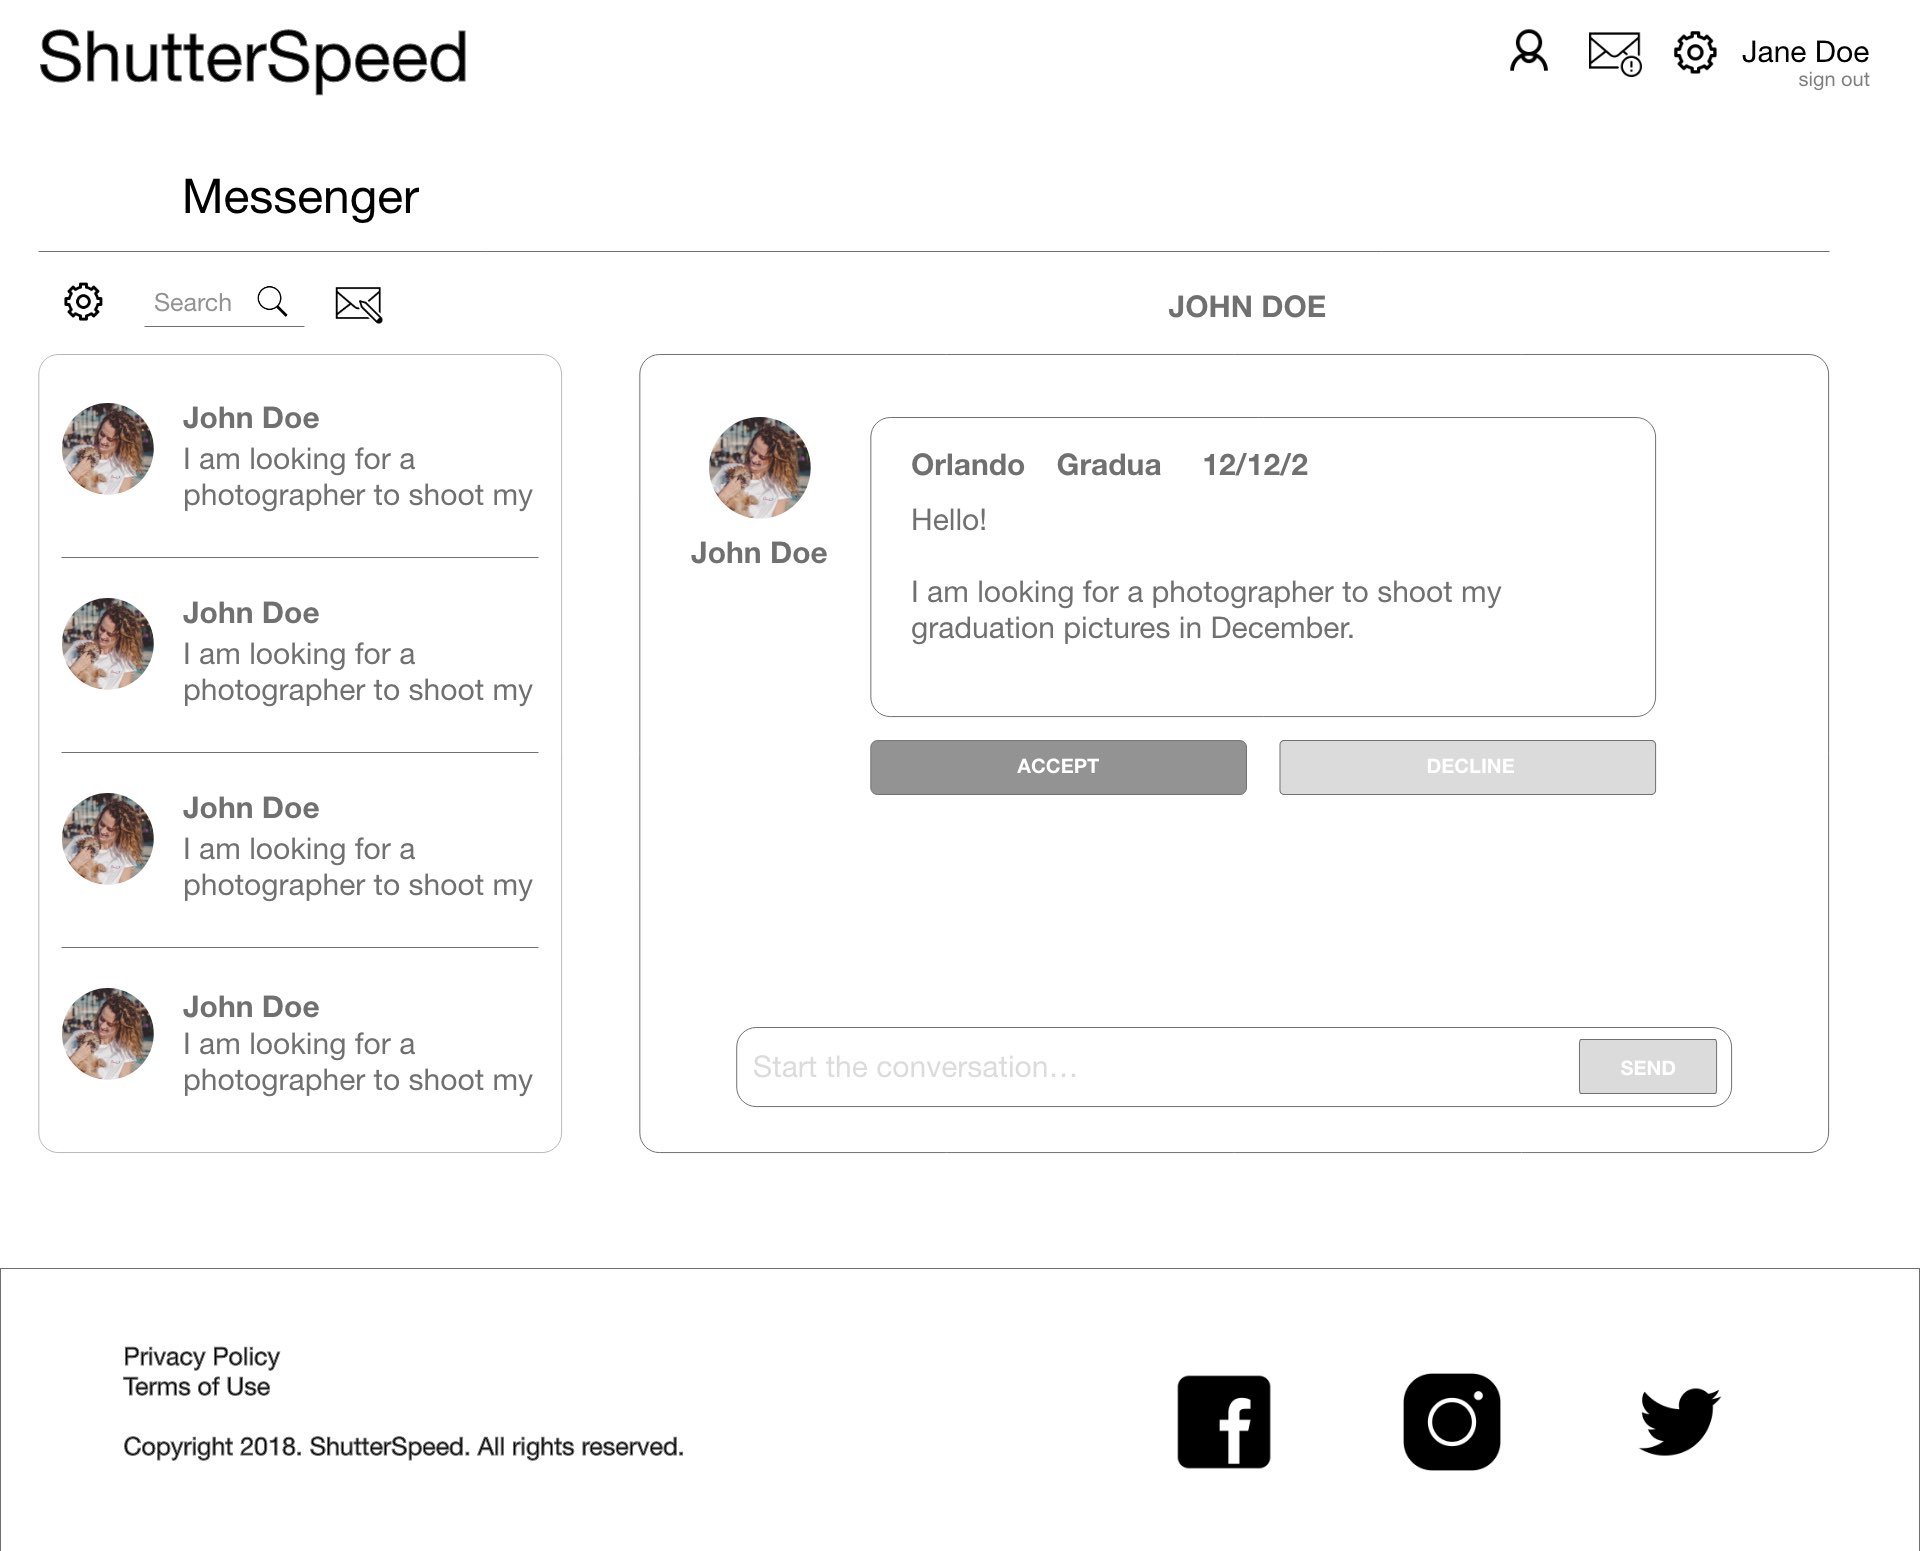 ShutterSpeed
Jane Doe
sign out
Messenger
Search
JOHN DOE
John Doe
I am looking for a
photographer to shoot my
John Doe
I am looking for a
photographer to shoot my
John Doe
I am looking for a
photographer to shoot my
John Doe
I am looking for a
photographer to shoot my
John Doe
Orlando Gradua 12/12/2
Hello!
I am looking for a photographer to shoot my
graduation pictures in December.
ACCEPT
DECLINE
Start the conversation...
SEND
Privacy Policy
Terms of Use
Copyright 2018. ShutterSpeed. All rights reserved.